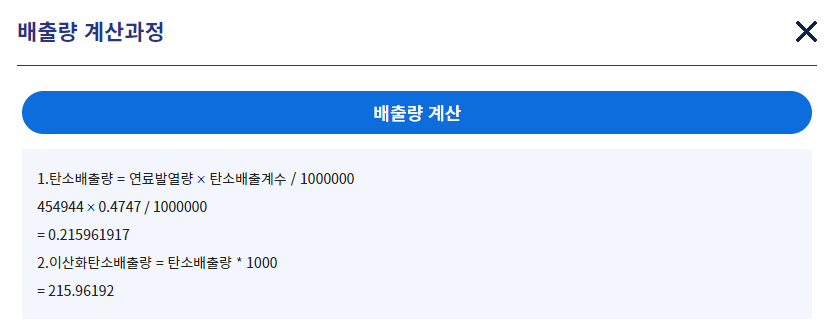 배출량 계산과정
배출량 계산
1.탄소배출량 = 연료발열량 × 탄소배출계수 / 1000000
454944 × 0.4747 / 1000000
= 0.215961917
2.이산화탄소배출량 = 탄소배출량 * 1000
= 215.96192